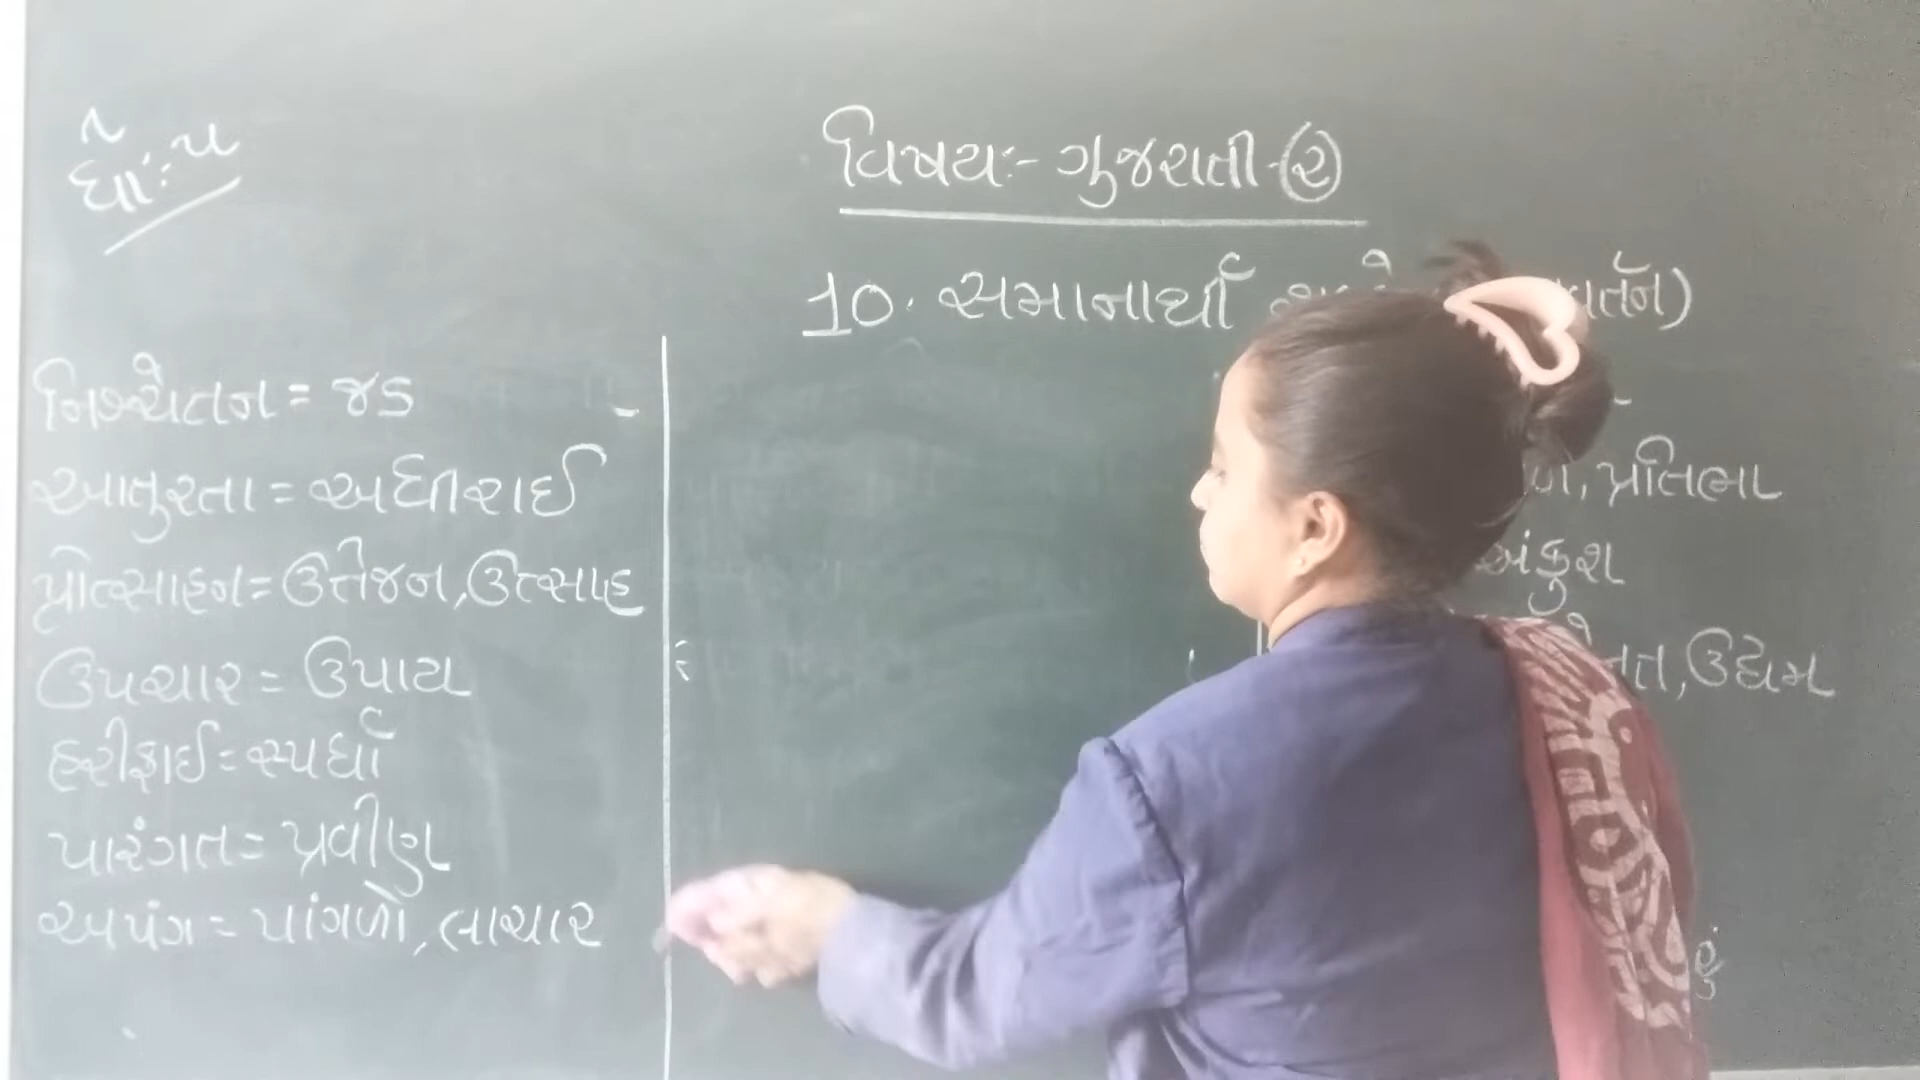 ધો:- ૫
વિષય:- ગુજરાતી-૨
10. સમાનાર્થી
નિશ્ચેતન = જડ
આતુરતા = અધીરાઈ
પ્રોત્સાહન = ઉત્તેજન, ઉત્સાહ
ઉપચાર = ઉપાય
હરીફાઈ = સ્પર્ધા
પારંગત = પ્રવીણ
અપંગ = પાંગળો, લાચાર
પ્રતિભા
અંકુશ
ઉદ્યમ